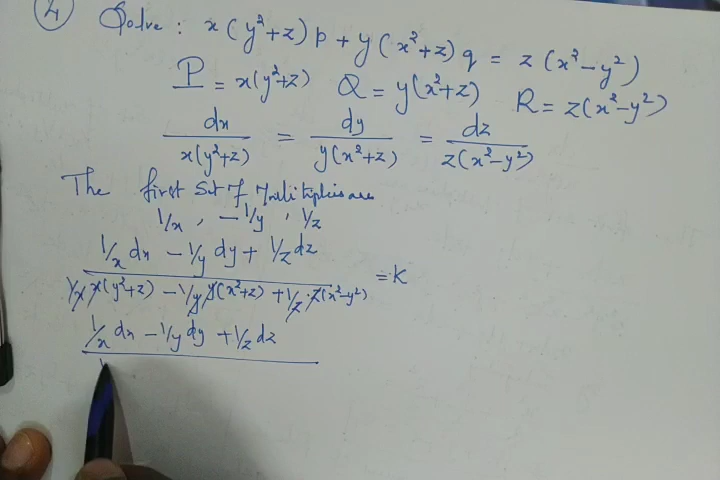 4 Solve : x(y²+z)p + y(x²+z)q = z(x²-y²)
P = x(y²+z) Q = y(x²+z) R = z(x²-y²)
dx/x(y²+z) = dy/y(x²+z) = dz/z(x²-y²)
The first Set of Multipliers are
1/x , -1/y , 1/z
1/x dx - 1/y dy + 1/z dz
1/x x(y²+z) - 1/y y(x²+z) + 1/z · z(x²-y²) = K
1/x dx - 1/y dy + 1/z dz